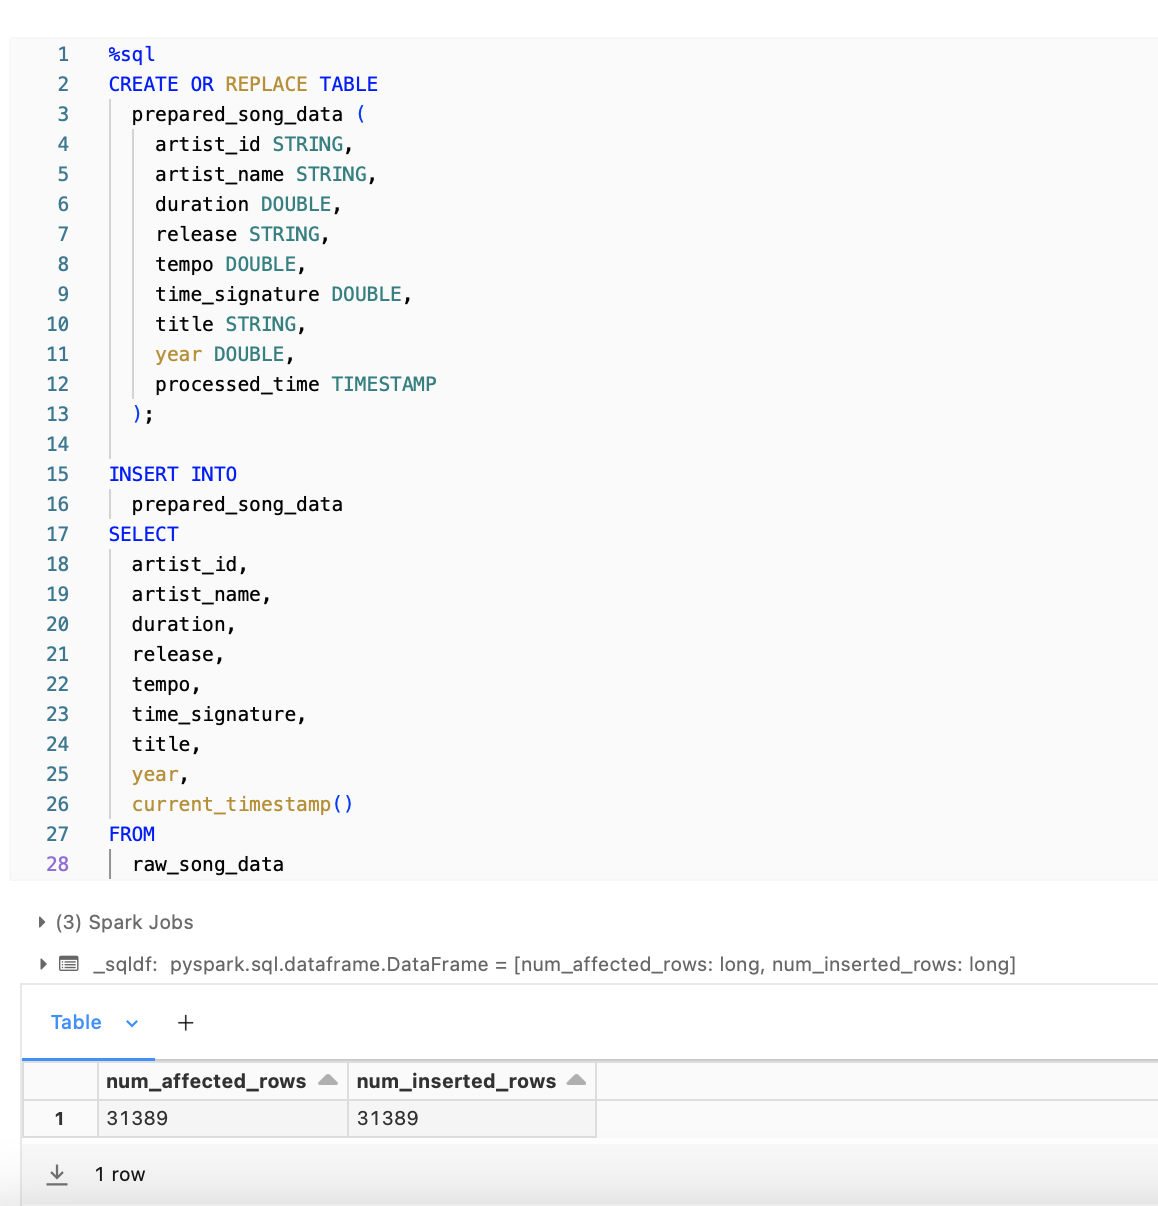 1 %sql
2 CREATE OR REPLACE TABLE
3 prepared_song_data (
4 artist_id STRING,
5 artist_name STRING,
6 duration DOUBLE,
7 release STRING,
8 tempo DOUBLE,
9 time_signature DOUBLE,
10 title STRING,
11 year DOUBLE,
12 processed_time TIMESTAMP
13 );
14
15 INSERT INTO
16 prepared_song_data
17 SELECT
18 artist_id,
19 artist_name,
20 duration,
21 release,
22 tempo,
23 time_signature,
24 title,
25 year,
26 current_timestamp()
27 FROM
28 raw_song_data
(3) Spark Jobs
_sqldf: pyspark.sql.dataframe.DataFrame = [num_affected_rows: long, num_inserted_rows: long]
Table +
num_affected_rows num_inserted_rows
1 31389 31389
1 row